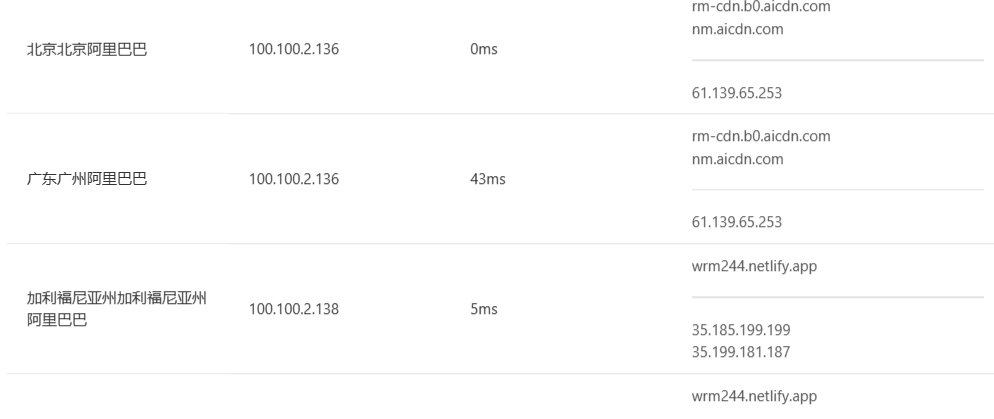 rm-cdn.b0.aicdn.com
nm.aicdn.com
北京北京阿里巴巴 100.100.2.136 0ms
61.139.65.253
rm-cdn.b0.aicdn.com
nm.aicdn.com
广东广州阿里巴巴 100.100.2.136 43ms
61.139.65.253
wrm244.netlify.app
加利福尼亚州加利福尼亚州
阿里巴巴
100.100.2.138 5ms
35.185.199.199
35.199.181.187
wrm244.netlify.app